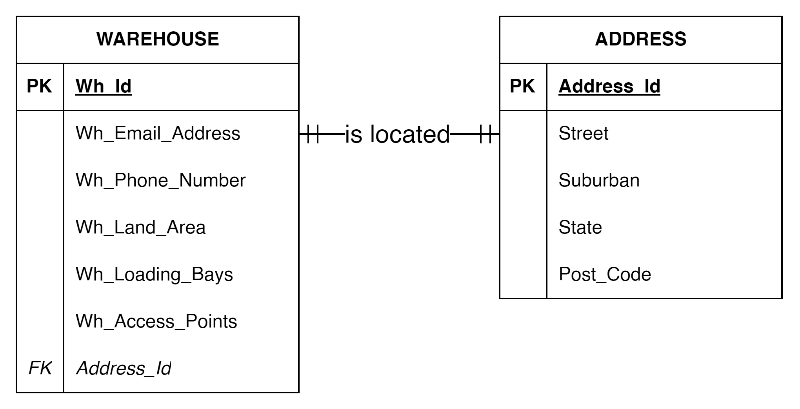 WAREHOUSE
PK Wh_Id
Wh_Email_Address
Wh_Phone_Number
Wh_Land_Area
Wh_Loading_Bays
Wh_Access_Points
FK Address_Id
is located
ADDRESS
PK Address_Id
Street
Suburban
State
Post_Code